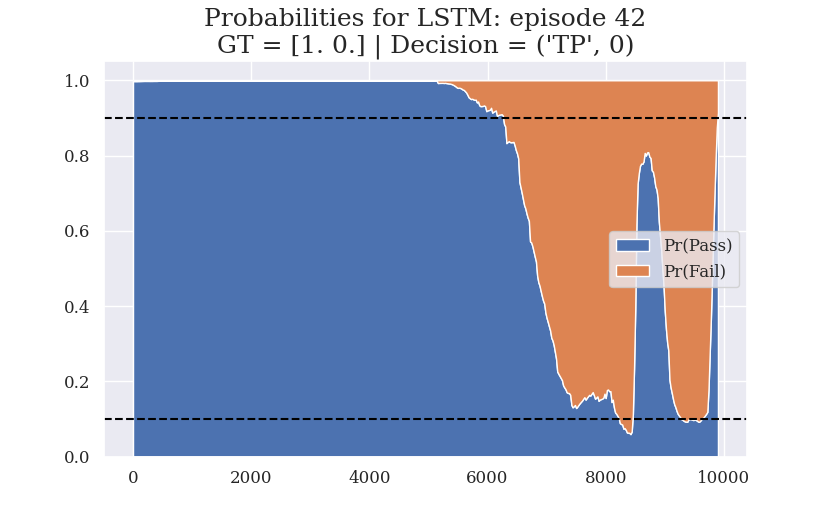 Probabilities for LSTM: episode 42
GT = [1. 0.] | Decision = ('TP', 0)
1.0
0.8
0.6
0.4
0.2
0.0
Pr(Pass)
Pr(Fail)
0 2000 4000 6000 8000 10000